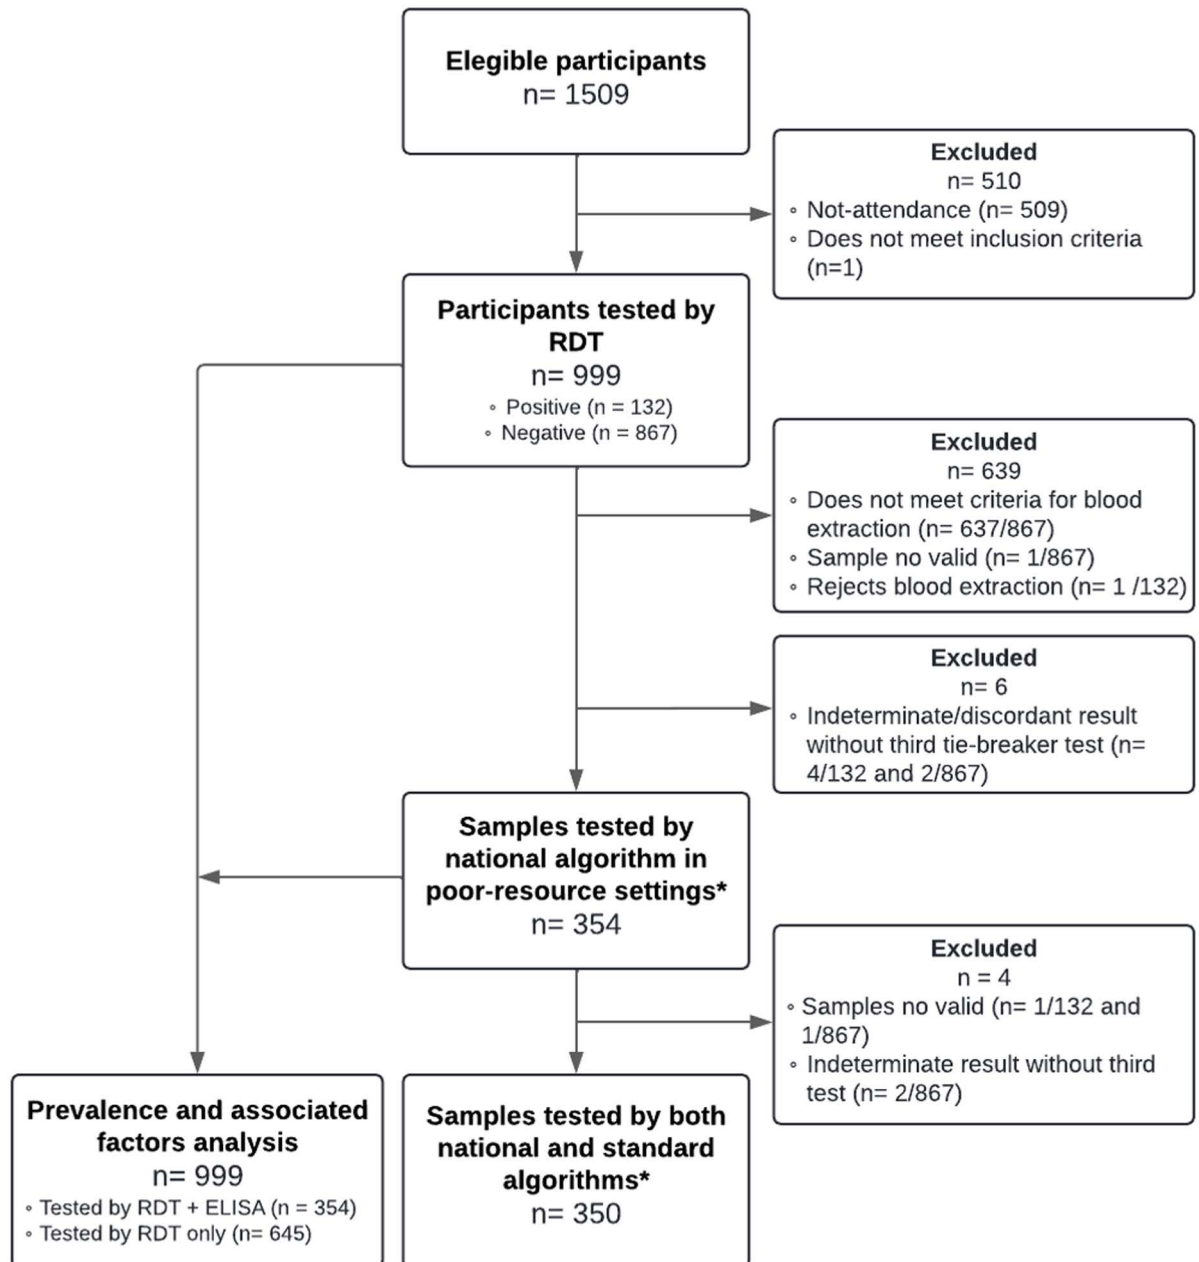 Elegible participants
n= 1509
Excluded
n= 510
◦ Not-attendance (n= 509)
◦ Does not meet inclusion criteria
(n=1)
Participants tested by
RDT
n= 999
◦ Positive (n = 132)
◦ Negative (n = 867)
Excluded
n= 639
◦ Does not meet criteria for blood
extraction (n= 637/867)
◦ Sample no valid (n= 1/867)
◦ Rejects blood extraction (n= 1 /132)
Excluded
n= 6
◦ Indeterminate/discordant result
without third tie-breaker test (n=
4/132 and 2/867)
Samples tested by
national algorithm in
poor-resource settings*
n= 354
Excluded
n = 4
◦ Samples no valid (n= 1/132 and
1/867)
◦ Indeterminate result without third
test (n= 2/867)
Prevalence and associated
factors analysis
n= 999
◦ Tested by RDT + ELISA (n = 354)
◦ Tested by RDT only (n= 645)
Samples tested by both
national and standard
algorithms*
n= 350